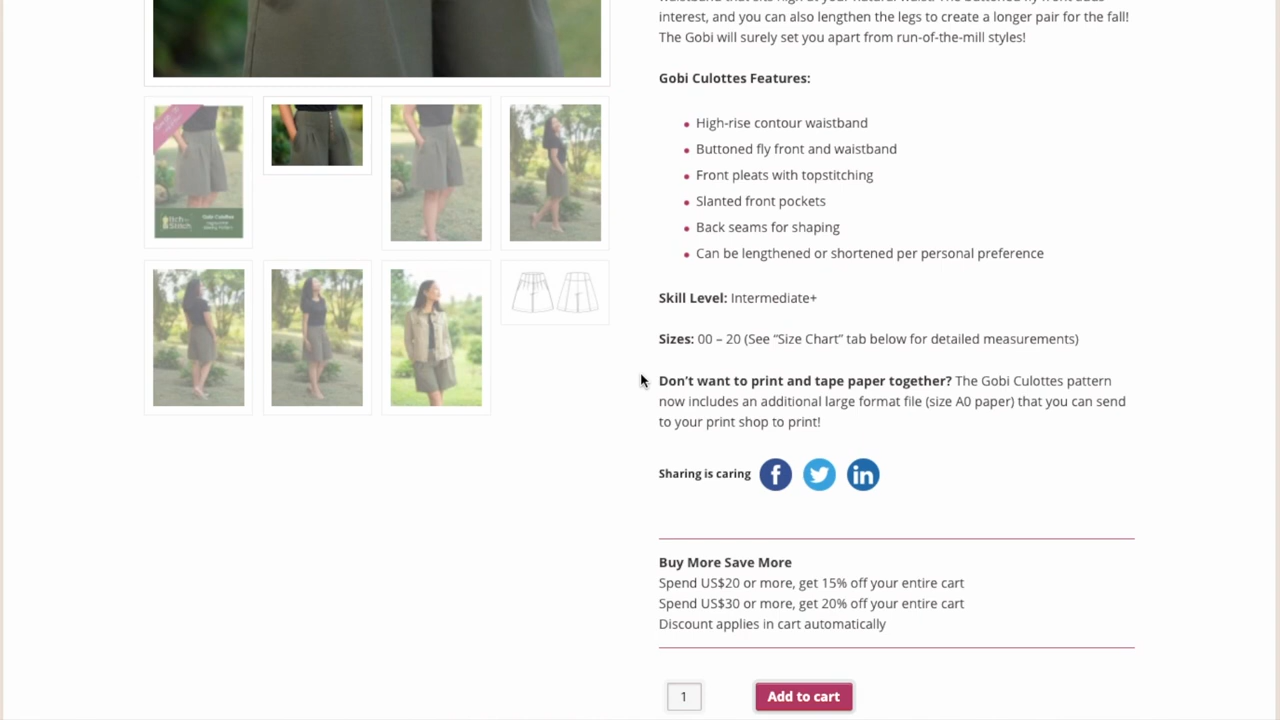 interest, and you can also lengthen the legs to create a longer pair for the fall!
The Gobi will surely set you apart from run-of-the-mill styles!
Gobi Culottes Features:
High-rise contour waistband
Buttoned fly front and waistband
Front pleats with topstitching
Slanted front pockets
Back seams for shaping
Can be lengthened or shortened per personal preference
Skill Level: Intermediate+
Sizes: 00 – 20 (See “Size Chart” tab below for detailed measurements)
Don’t want to print and tape paper together? The Gobi Culottes pattern
now includes an additional large format file (size A0 paper) that you can send
to your print shop to print!
Sharing is caring
Buy More Save More
Spend US$20 or more, get 15% off your entire cart
Spend US$30 or more, get 20% off your entire cart
Discount applies in cart automatically
1 Add to cart
Itch to Stitch
Gobi Culottes